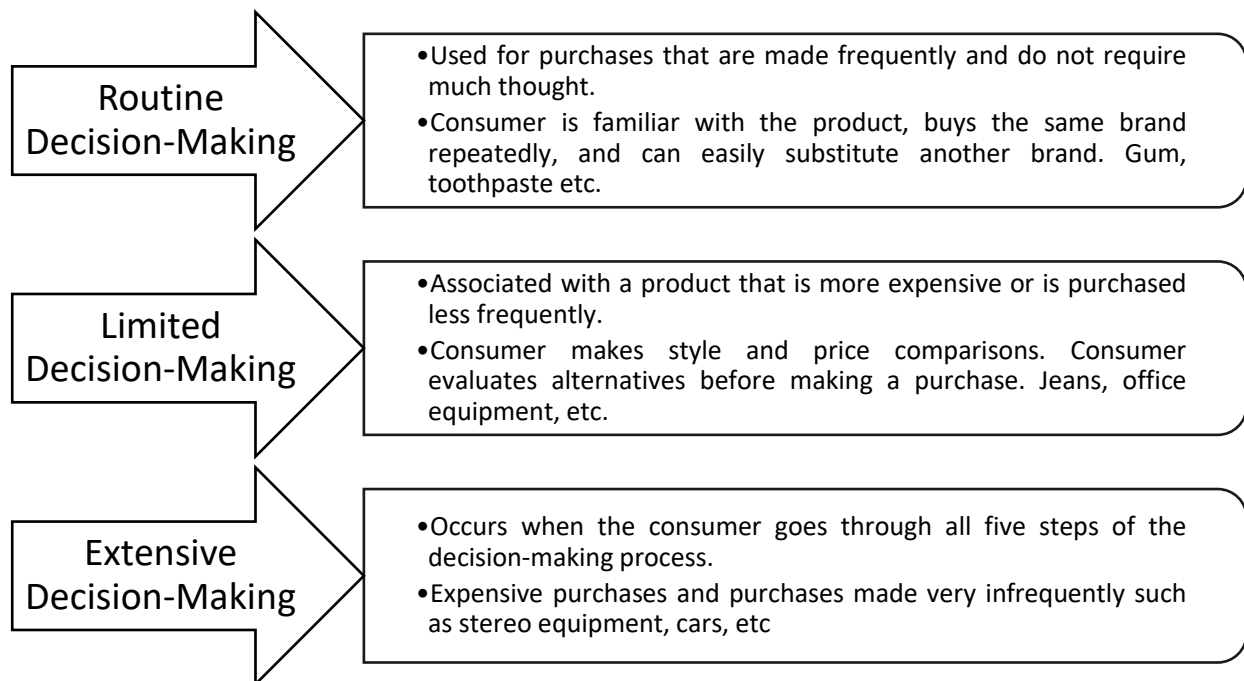 Routine
Decision-Making
•Used for purchases that are made frequently and do not require
much thought.
•Consumer is familiar with the product, buys the same brand
repeatedly, and can easily substitute another brand. Gum,
toothpaste etc.
Limited
Decision-Making
•Associated with a product that is more expensive or is purchased
less frequently.
•Consumer makes style and price comparisons. Consumer
evaluates alternatives before making a purchase. Jeans, office
equipment, etc.
Extensive
Decision-Making
•Occurs when the consumer goes through all five steps of the
decision-making process.
•Expensive purchases and purchases made very infrequently such
as stereo equipment, cars, etc